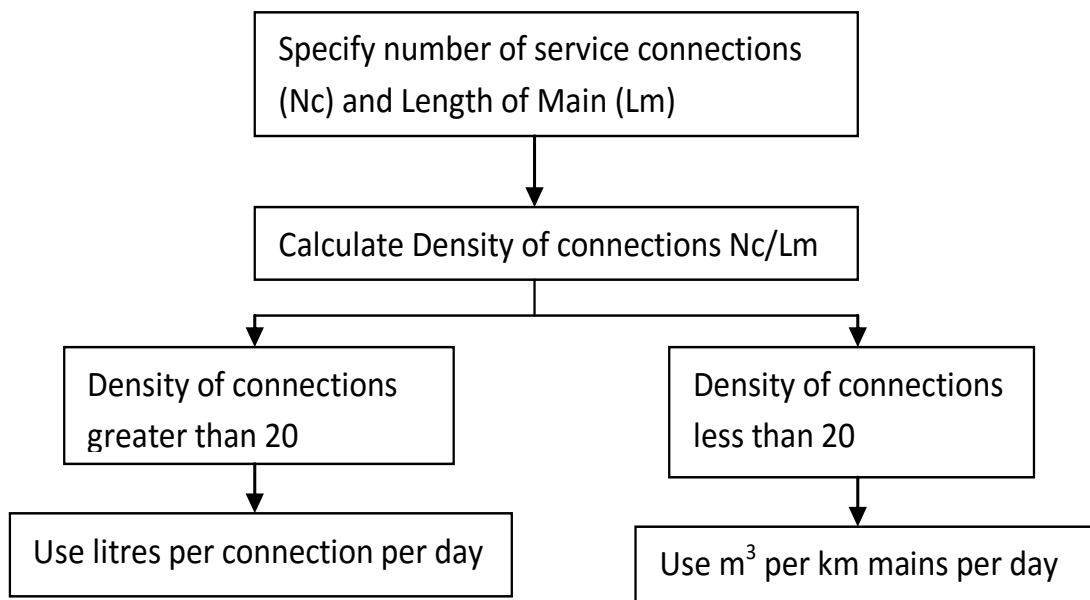 Specify number of service connections
(Nc) and Length of Main (Lm)
Calculate Density of connections Nc/Lm
Density of connections
greater than 20
Density of connections
less than 20
Use litres per connection per day
Use m³ per km mains per day